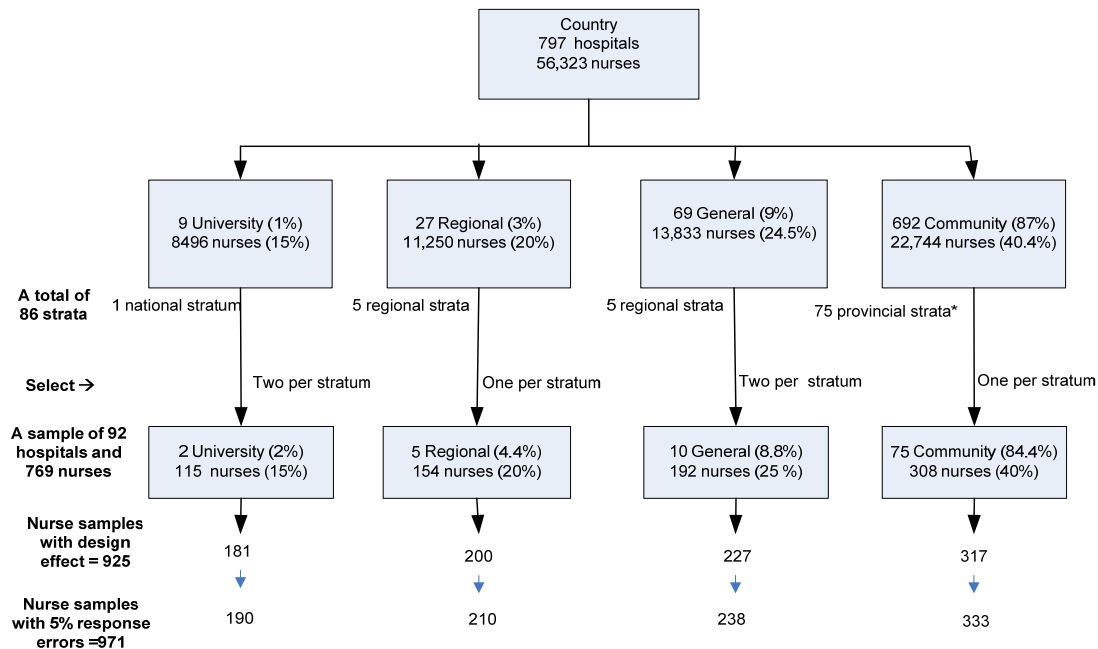 Country
797 hospitals
56,323 nurses
9 University (1%)
8496 nurses (15%)
27 Regional (3%)
11,250 nurses (20%)
69 General (9%)
13,833 nurses (24.5%)
692 Community (87%)
22,744 nurses (40.4%)
A total of
86 strata
1 national stratum
5 regional strata
5 regional strata
75 provincial strata*
Select →
Two per stratum
One per stratum
Two per stratum
One per stratum
A sample of 92
hospitals and
769 nurses
2 University (2%)
115 nurses (15%)
5 Regional (4.4%)
154 nurses (20%)
10 General (8.8%)
192 nurses (25 %)
75 Community (84.4%)
308 nurses (40%)
Nurse samples
with design
effect = 925
181
200
227
317
Nurse samples
with 5% response
errors =971
190
210
238
333